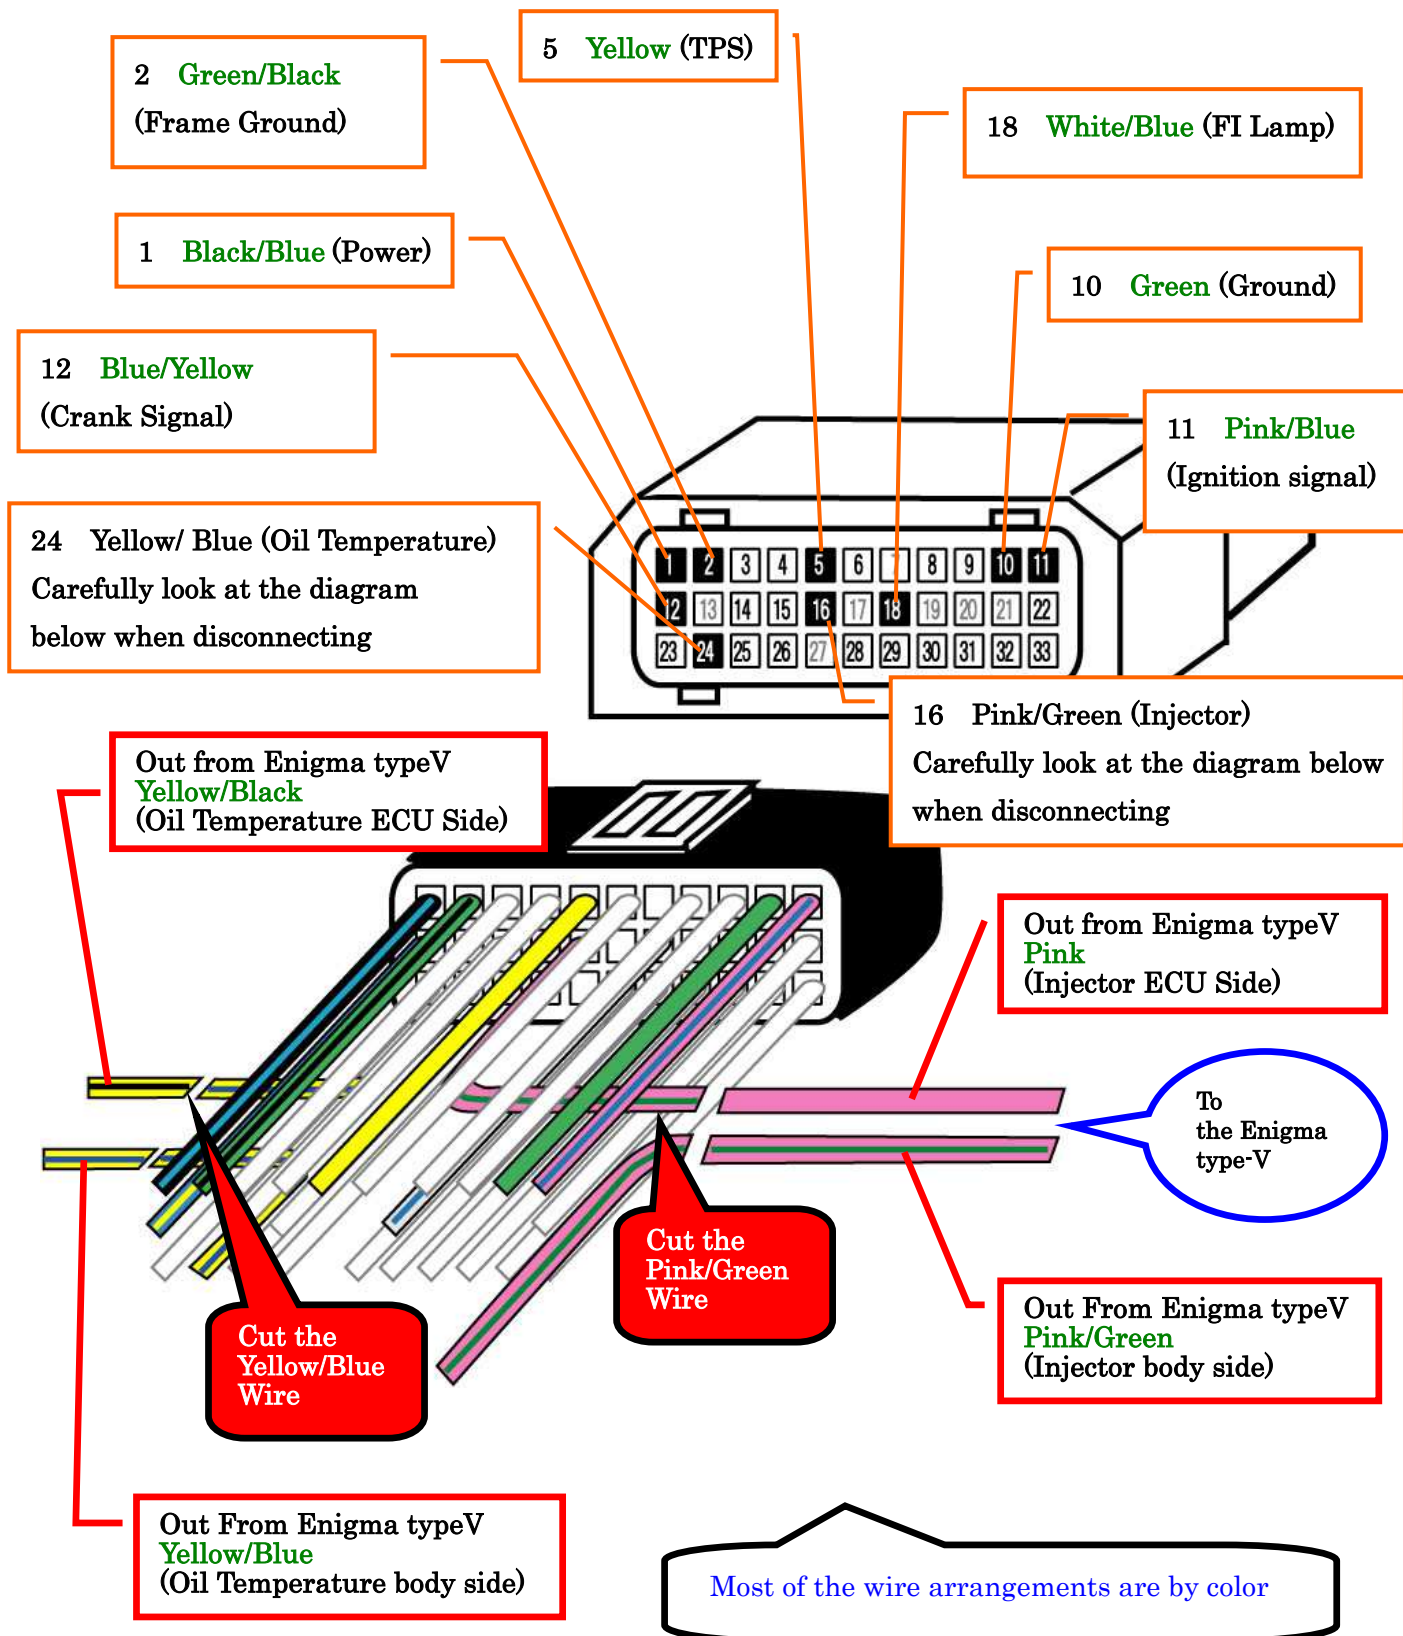 5 Yellow (TPS)
2 Green/Black
(Frame Ground)
18 White/Blue (FI Lamp)
1 Black/Blue (Power)
10 Green (Ground)
12 Blue/Yellow
(Crank Signal)
11 Pink/Blue
(Ignition signal)
24 Yellow/ Blue (Oil Temperature)
Carefully look at the diagram
below when disconnecting
1 2 3 4 5 6 7 8 9 10 11
12 13 14 15 16 17 18 19 20 21 22
23 24 25 26 27 28 29 30 31 32 33
16 Pink/Green (Injector)
Carefully look at the diagram below
when disconnecting
Out from Enigma typeV
Yellow/Black
(Oil Temperature ECU Side)
Out from Enigma typeV
Pink
(Injector ECU Side)
To
the Enigma
type-V
Cut the
Pink/Green
Wire
Out From Enigma typeV
Pink/Green
(Injector body side)
Cut the
Yellow/Blue
Wire
Out From Enigma typeV
Yellow/Blue
(Oil Temperature body side)
Most of the wire arrangements are by color